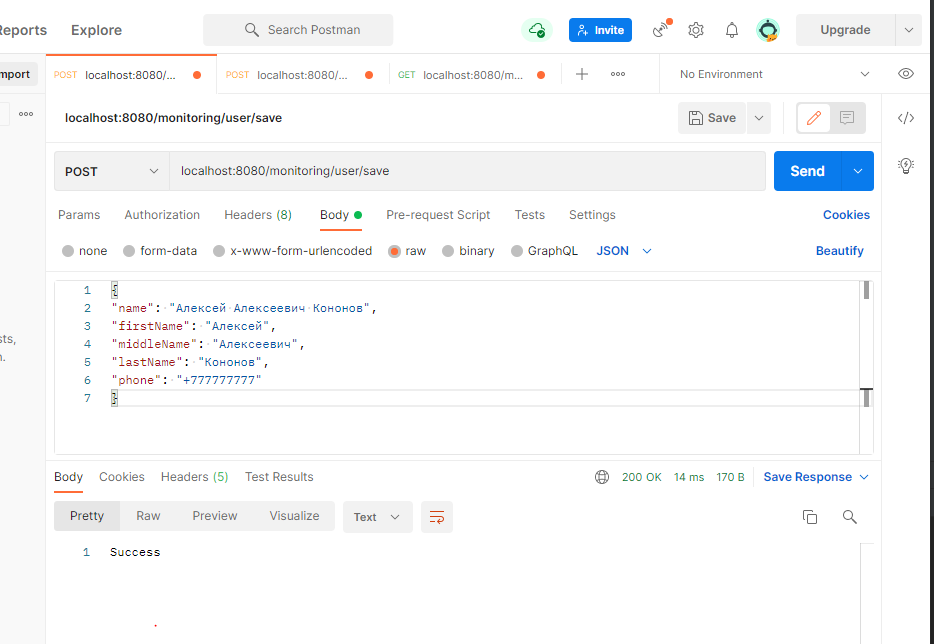 Reports Explore Search Postman Invite Upgrade
mport POST localhost:8080/... POST localhost:8080/... GET localhost:8080/m... No Environment
localhost:8080/monitoring/user/save Save
POST localhost:8080/monitoring/user/save Send
Params Authorization Headers (8) Body Pre-request Script Tests Settings Cookies
none form-data x-www-form-urlencoded raw binary GraphQL JSON Beautify
1 {
2 "name": "Алексей Алексеевич Кононов",
3 "firstName": "Алексей",
sts,
4 "middleName": "Алексеевич",
n.
5 "lastName": "Кононов",
6 "phone": "+777777777"
7 }
Body Cookies Headers (5) Test Results 200 OK 14 ms 170 B Save Response
Pretty Raw Preview Visualize Text
1 Success